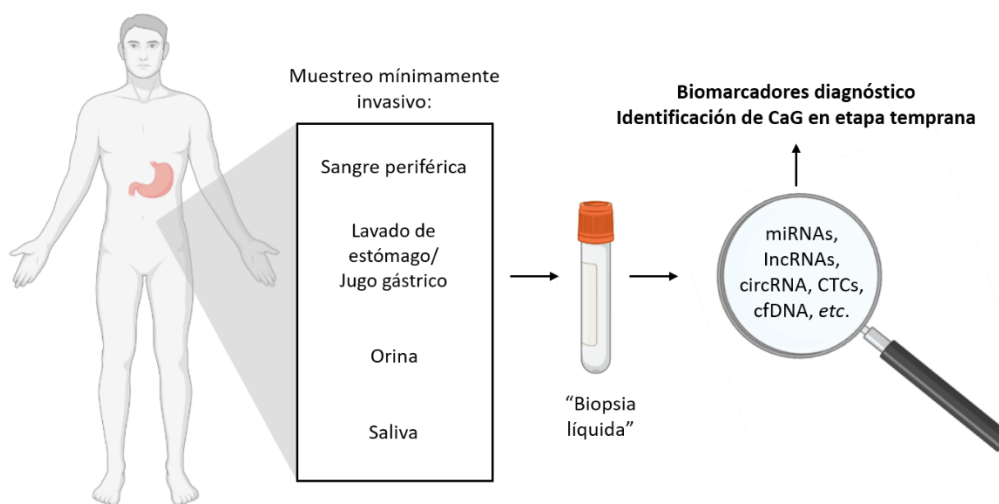 Muestreo mínimamente
invasivo:
Sangre periférica
Lavado de
estómago/
Jugo gástrico
Orina
Saliva
“Biopsia
líquida”
Biomarcadores diagnóstico
Identificación de CaG en etapa temprana
miRNAs,
lncRNAs,
circRNA, CTCs,
cfDNA, etc.